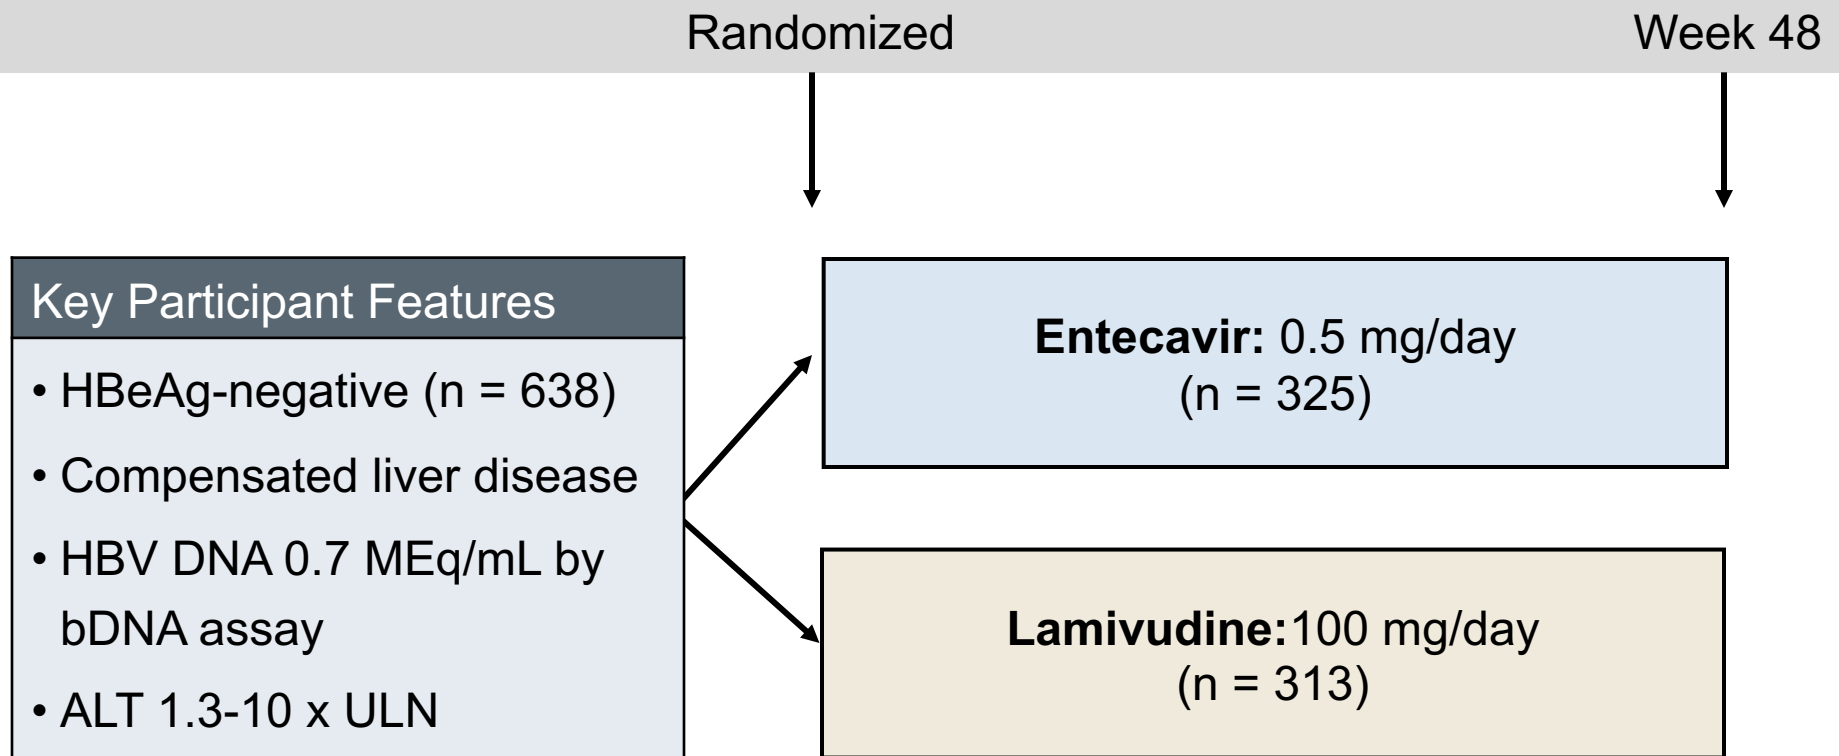 Randomized
Week 48
Key Participant Features
• HBeAg-negative (n = 638)
• Compensated liver disease
• HBV DNA 0.7 MEq/mL by
bDNA assay
• ALT 1.3-10 x ULN
Entecavir: 0.5 mg/day
(n = 325)
Lamivudine:100 mg/day
(n = 313)